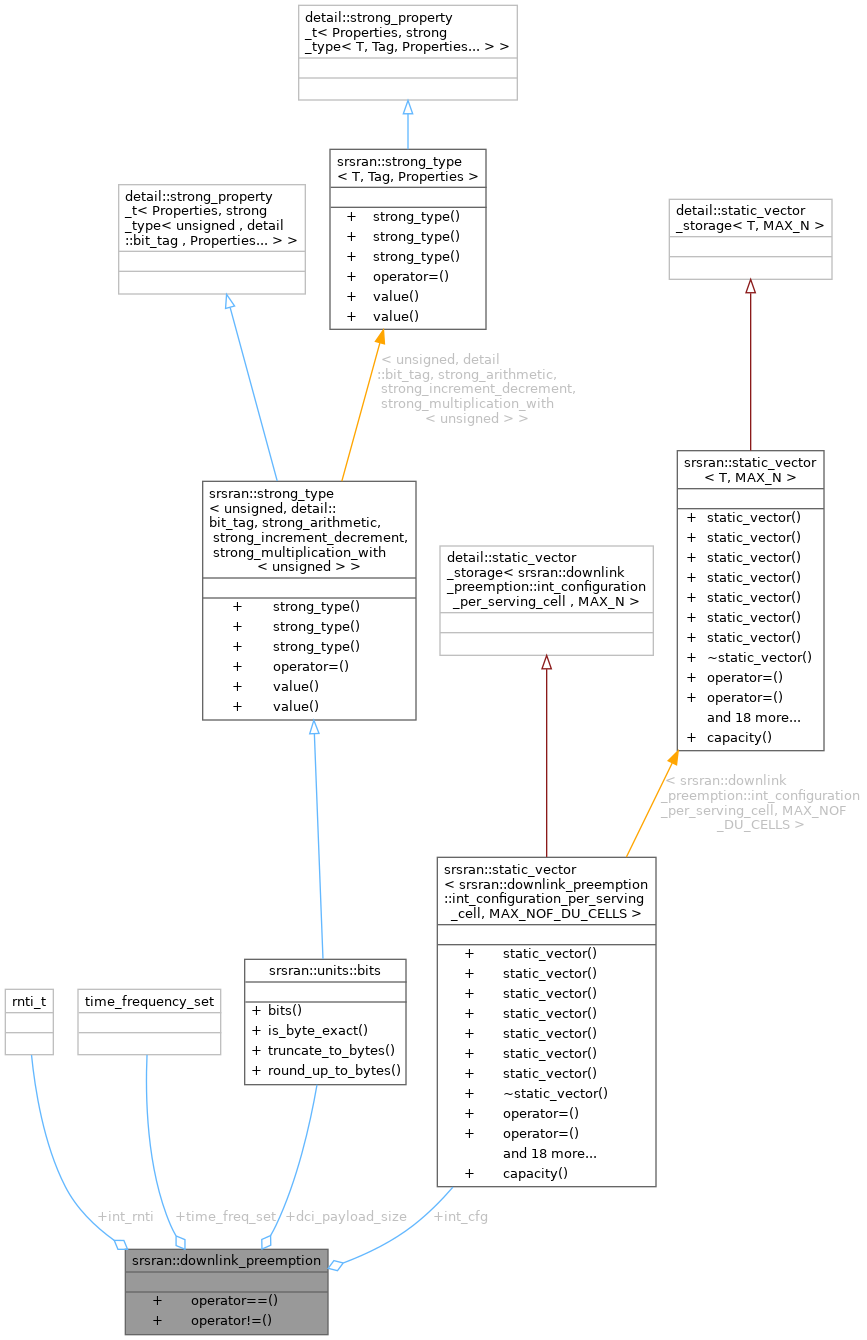 detail::strong_property
_t< Properties, strong
_type< T, Tag, Properties... > >
srsran::strong_type
< T, Tag, Properties >
+ strong_type()
+ strong_type()
+ strong_type()
+ operator=()
+ value()
+ value()
detail::strong_property
_t< Properties, strong
_type< unsigned , detail
::bit_tag , Properties... > >
detail::static_vector
_storage< T, MAX_N >
< unsigned, detail
::bit_tag, strong_arithmetic,
strong_increment_decrement,
strong_multiplication_with
< unsigned > >
srsran::static_vector
< T, MAX_N >
+ static_vector()
+ static_vector()
+ static_vector()
+ static_vector()
+ static_vector()
+ static_vector()
+ static_vector()
+ ~static_vector()
+ operator=()
+ operator=()
and 18 more...
+ capacity()
srsran::strong_type
< unsigned, detail::
bit_tag, strong_arithmetic,
strong_increment_decrement,
strong_multiplication_with
< unsigned > >
+ strong_type()
+ strong_type()
+ strong_type()
+ operator=()
+ value()
+ value()
detail::static_vector
_storage< srsran::downlink
_preemption::int_configuration
_per_serving_cell , MAX_N >
< srsran::downlink
_preemption::int_configuration
_per_serving_cell, MAX_NOF
_DU_CELLS >
srsran::static_vector
< srsran::downlink_preemption
::int_configuration_per_serving
_cell, MAX_NOF_DU_CELLS >
+ static_vector()
+ static_vector()
+ static_vector()
+ static_vector()
+ static_vector()
+ static_vector()
+ static_vector()
+ ~static_vector()
+ operator=()
+ operator=()
and 18 more...
+ capacity()
rnti_t
time_frequency_set
srsran::units::bits
+ bits()
+ is_byte_exact()
+ truncate_to_bytes()
+ round_up_to_bytes()
+int_rnti
+time_freq_set
+dci_payload_size
+int_cfg
srsran::downlink_preemption
+ operator==()
+ operator!=()